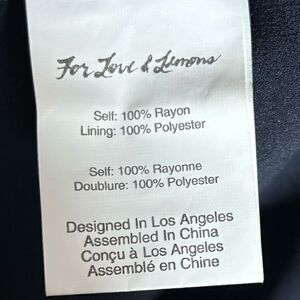 For Love & Lemons
Self: 100% Rayon
Lining: 100% Polyester
Self: 100% Rayonne
Doublure: 100% Polyester
Designed In Los Angeles
Assembled In China
Conçu à Los Angeles
Assemblé en Chine